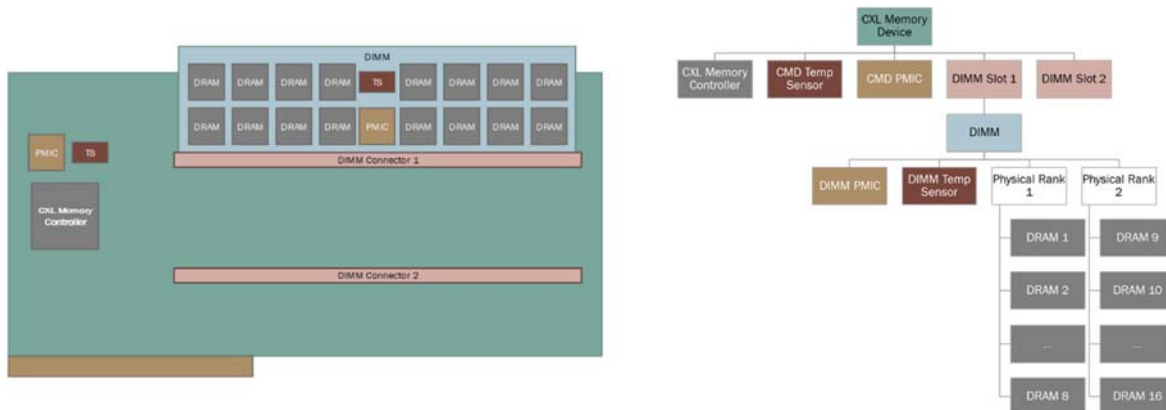 DIMM
DRAM DRAM DRAM DRAM TS DRAM DRAM DRAM DRAM
DRAM DRAM DRAM DRAM PMIC DRAM DRAM DRAM DRAM
DIMM Connector 1
PMIC TS
CXL Memory
Controller
DIMM Connector 2
CXL Memory
Device
CXL Memory
Controller
CMD Temp
Sensor
CMD PMIC
DIMM Slot 1
DIMM Slot 2
DIMM
DIMM PMIC
DIMM Temp
Sensor
Physical Rank
1
Physical Rank
2
DRAM 1
DRAM 9
DRAM 2
DRAM 10
...
...
DRAM 8
DRAM 16